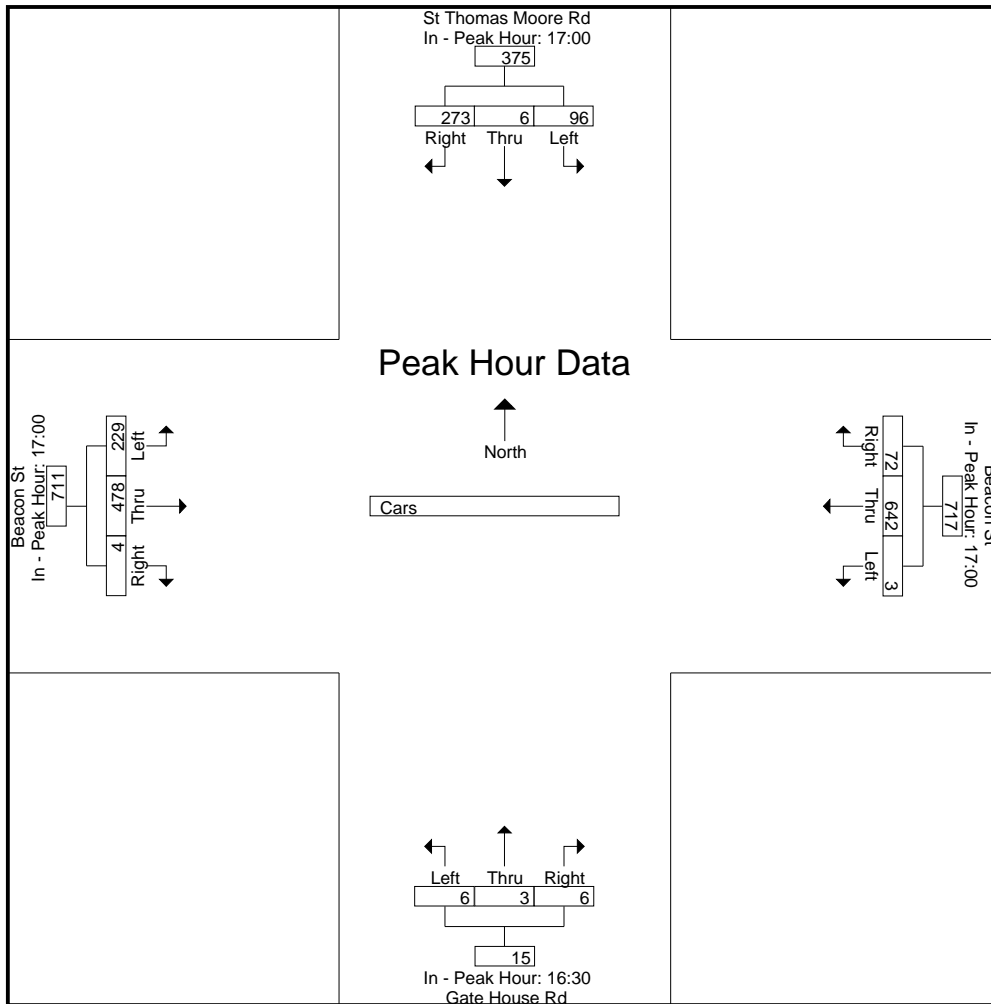 St Thomas Moore Rd
In - Peak Hour: 17:00
375
273 6 96
Right Thru Left
Peak Hour Data
North
Cars
Beacon St
In - Peak Hour: 17:00
711
229 478 4
Left Thru Right
Beacon St
In - Peak Hour: 17:00
717
72 642 3
Right Thru Left
Left Thru Right
6 3 6
15
In - Peak Hour: 16:30
Gate House Rd